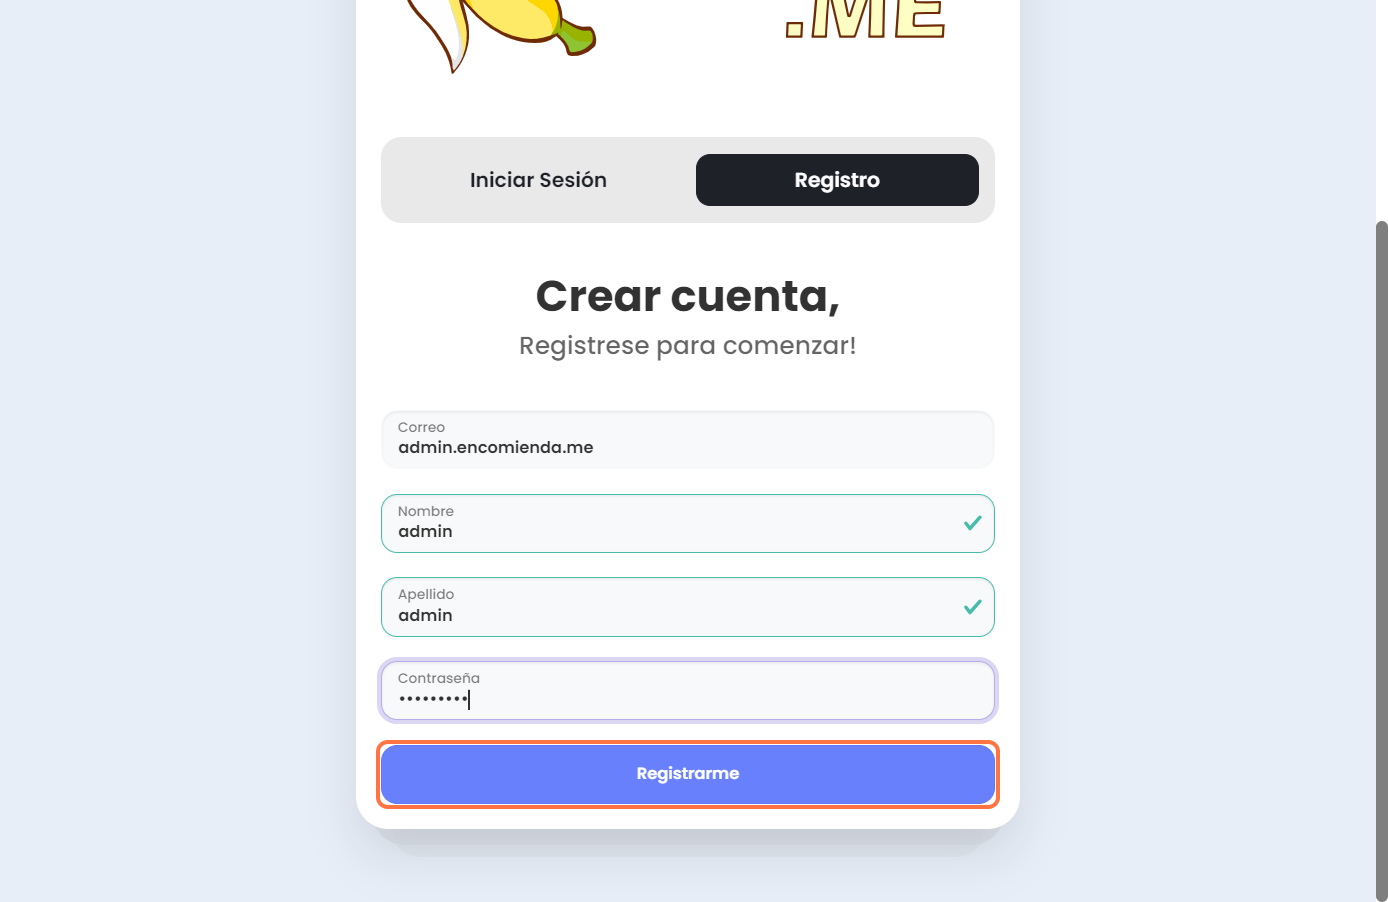 .ME
Iniciar Sesión
Registro
Crear cuenta,
Registrese para comenzar!
Correo
admin.encomienda.me
Nombre
admin
Apellido
admin
Contraseña
•••••••••
Registrarme